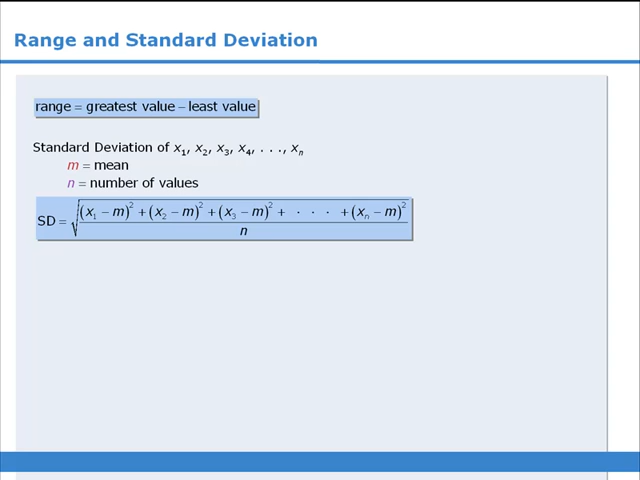 Range and Standard Deviation
range = greatest value – least value
Standard Deviation of x₁, x₂, x₃, x₄, . . ., xₙ
m = mean
n = number of values
SD = √(((x₁ – m)² + (x₂ – m)² + (x₃ – m)² + · · · + (xₙ – m)²) / n)